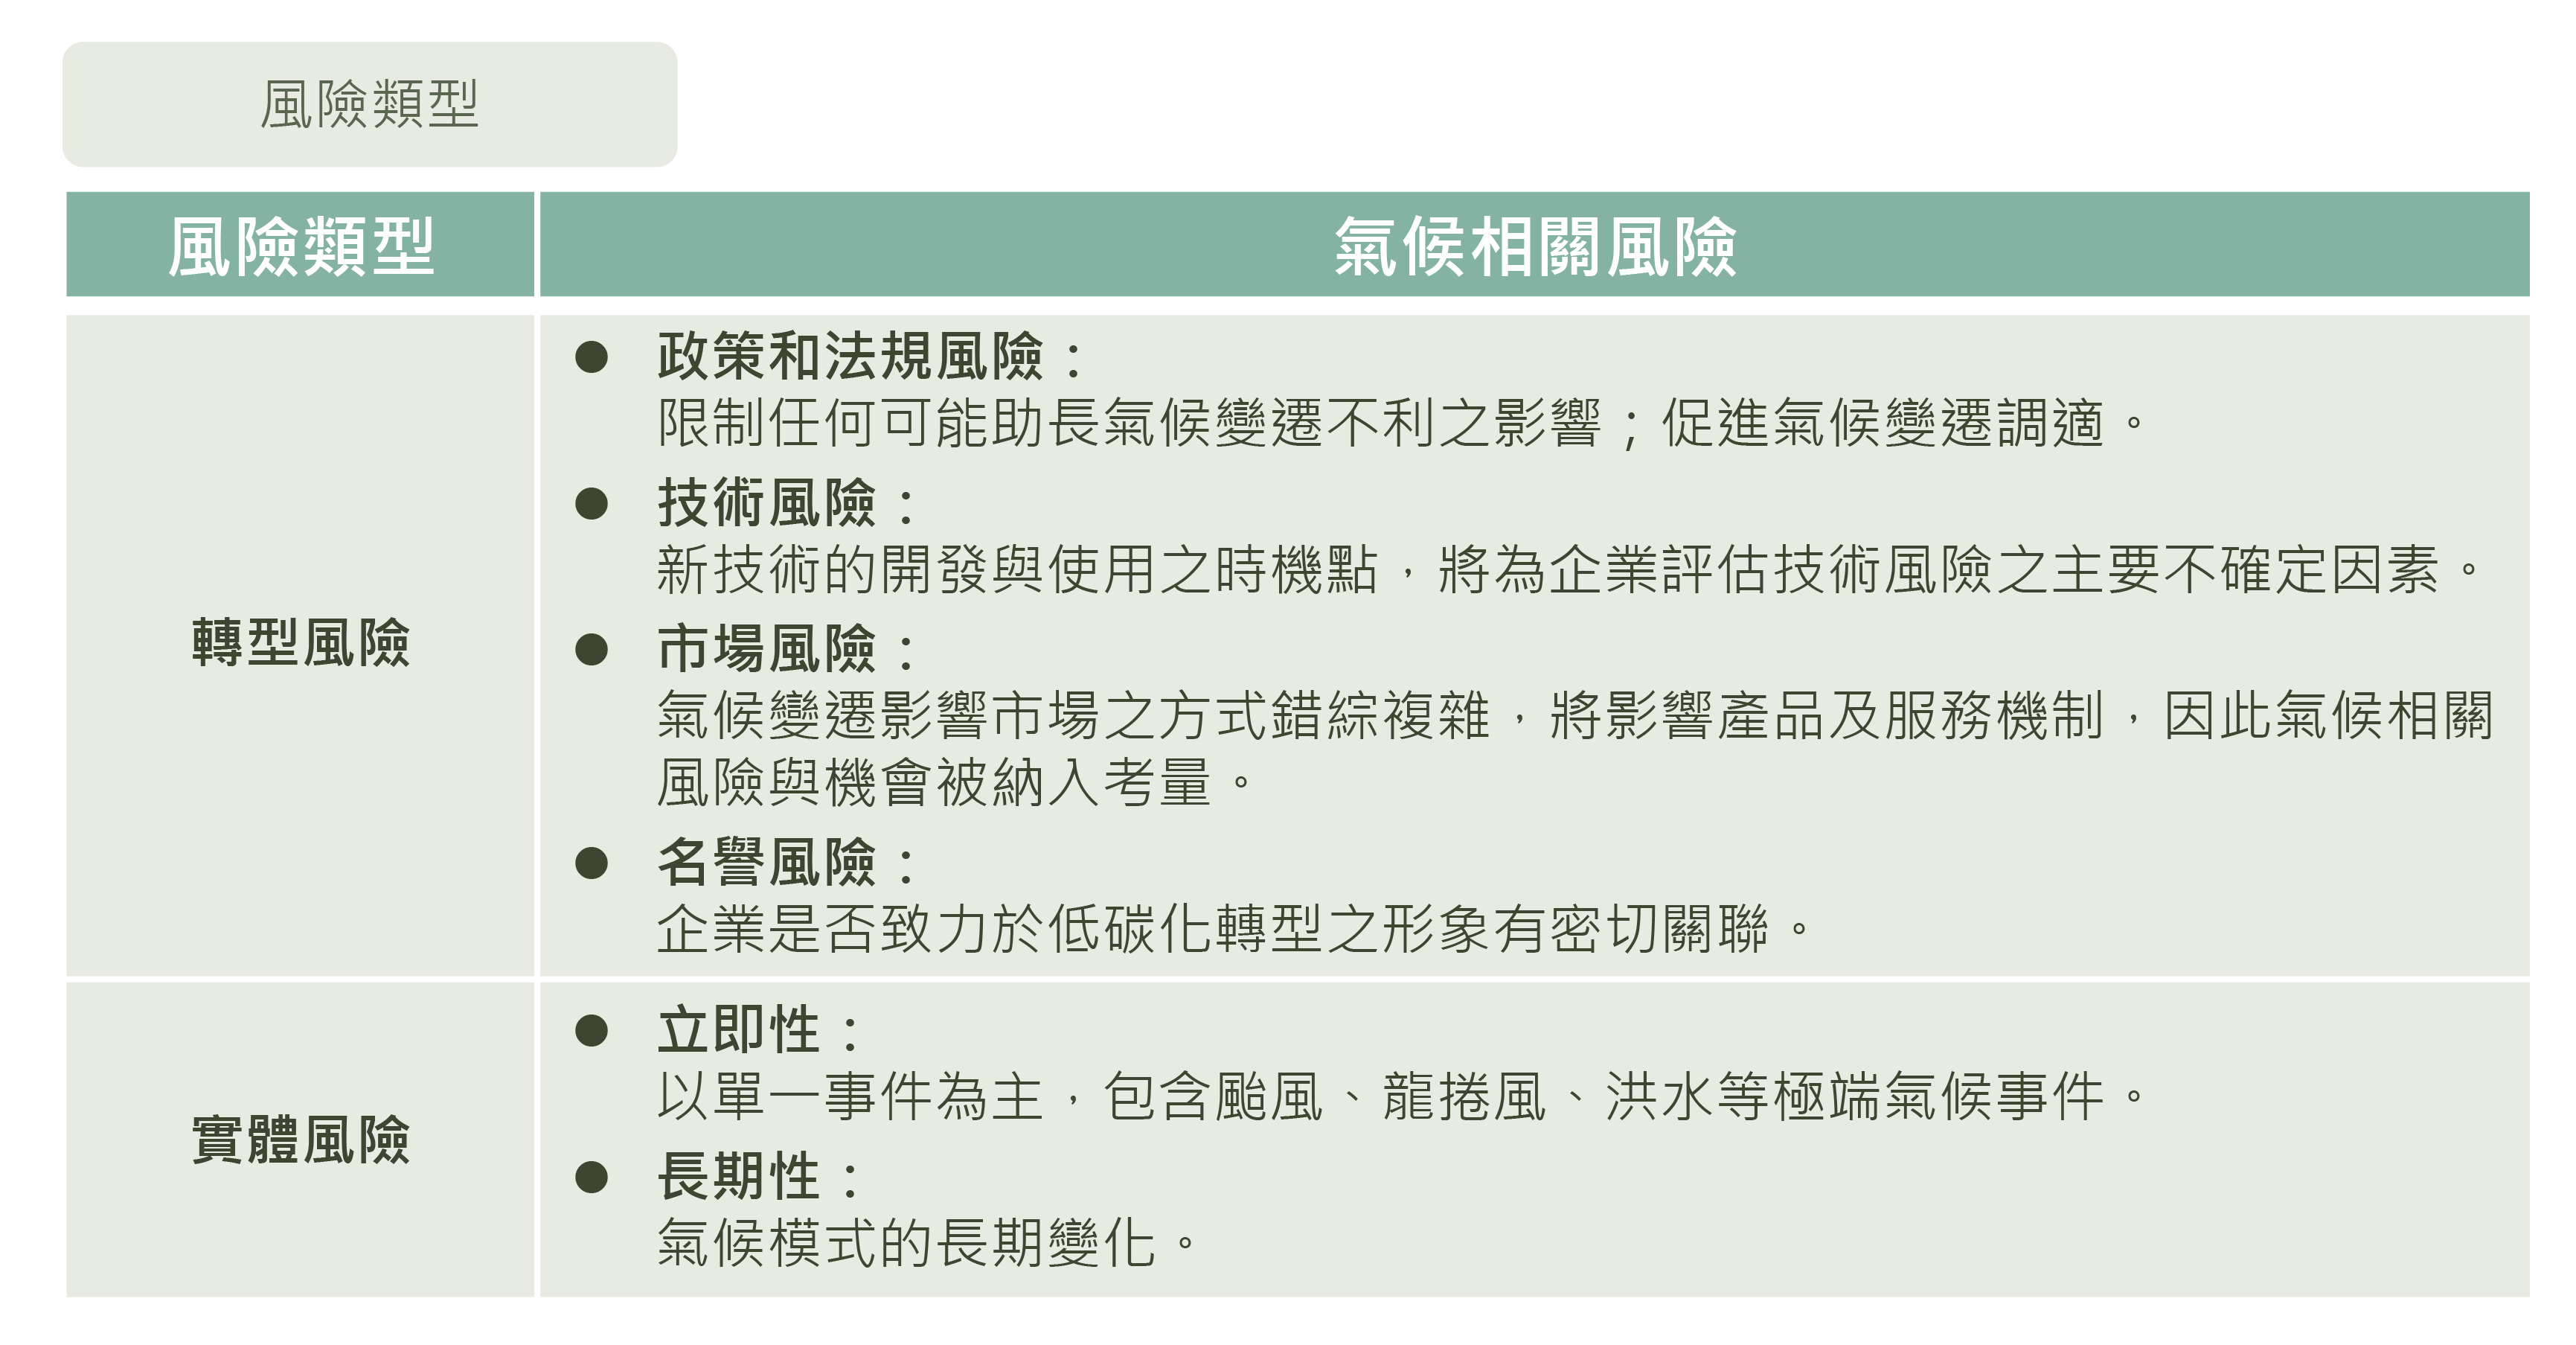 風險類型
風險類型
氣候相關風險
轉型風險
● 政策和法規風險：
限制任何可能助長氣候變遷不利之影響；促進氣候變遷調適。
● 技術風險：
新技術的開發與使用之時機點，將為企業評估技術風險之主要不確定因素。
● 市場風險：
氣候變遷影響市場之方式錯綜複雜，將影響產品及服務機制，因此氣候相關
風險與機會被納入考量。
● 名譽風險：
企業是否致力於低碳化轉型之形象有密切關聯。
實體風險
● 立即性：
以單一事件為主，包含颱風、龍捲風、洪水等極端氣候事件。
● 長期性：
氣候模式的長期變化。